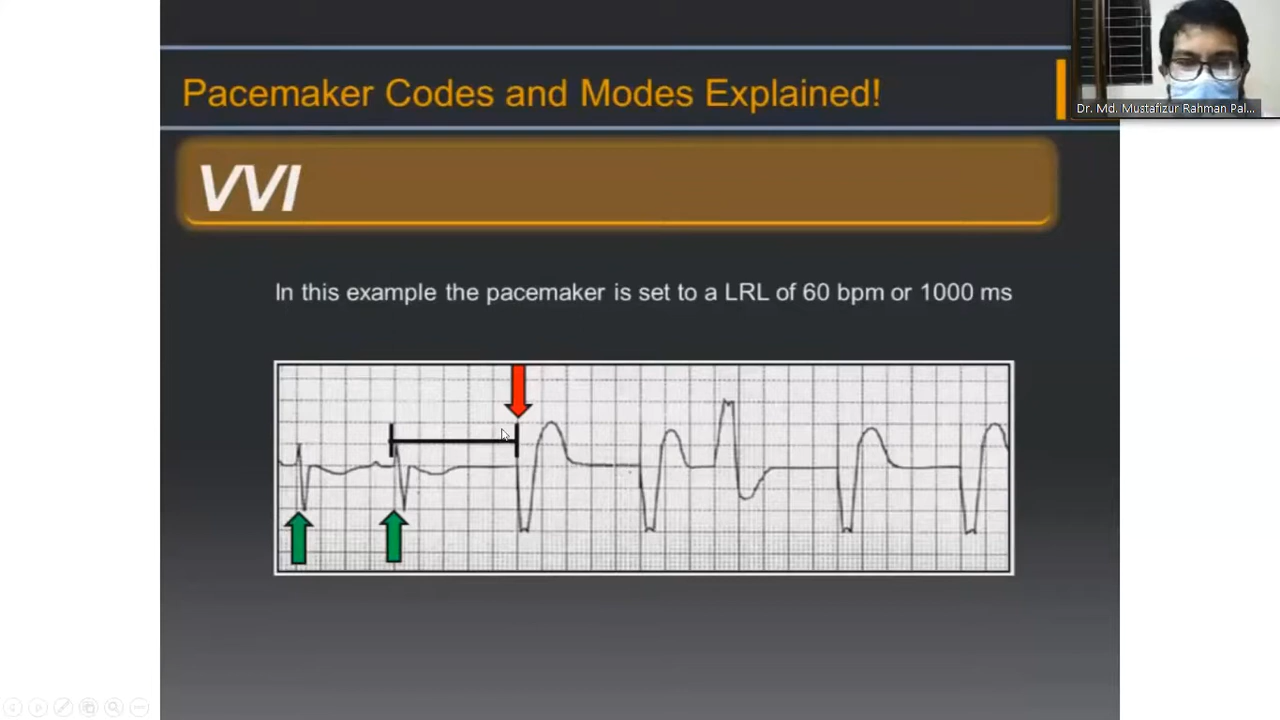 Pacemaker Codes and Modes Explained!
Dr. Md. Mustafizur Rahman Pal...
VVI
In this example the pacemaker is set to a LRL of 60 bpm or 1000 ms